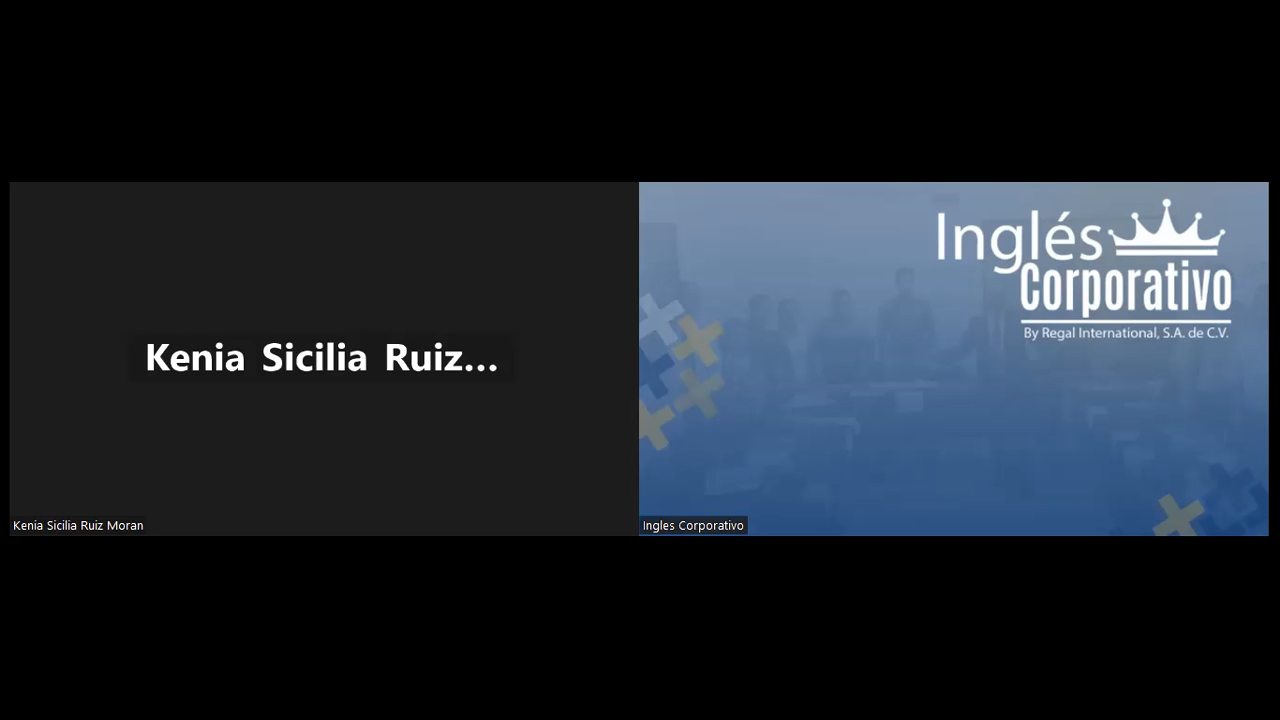 Kenia Sicilia Ruiz...
Kenia Sicilia Ruiz Moran
Inglés
Corporativo
By Regal International, S.A. de C.V.
Ingles Corporativo